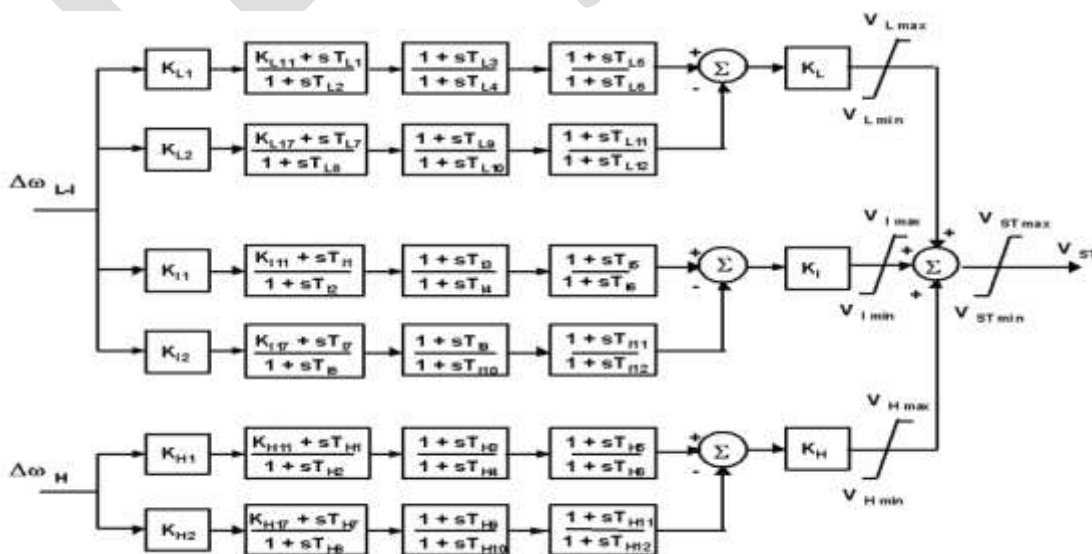 V L max
K L1
K L11 + sT L1
1 + sT L2
1 + sT L3
1 + sT L4
1 + sT L5
1 + sT L6
+
Σ
-
K L
V L min
K L2
K L17 + sT L7
1 + sT L8
1 + sT L9
1 + sT L10
1 + sT L11
1 + sT L12
Δω L-I
V I max
V ST max
K I1
K I11 + sT I1
1 + sT I2
1 + sT I3
1 + sT I4
1 + sT I5
1 + sT I6
+
Σ
-
K I
+
+
+
Σ
V ST
V I min
V ST min
K I2
K I17 + sT I7
1 + sT I8
1 + sT I9
1 + sT I10
1 + sT I11
1 + sT I12
V H max
Δω H
K H1
K H11 + sT H1
1 + sT H2
1 + sT H3
1 + sT H4
1 + sT H5
1 + sT H6
+
Σ
-
K H
V H min
K H2
K H17 + sT H7
1 + sT H8
1 + sT H9
1 + sT H10
1 + sT H11
1 + sT H12